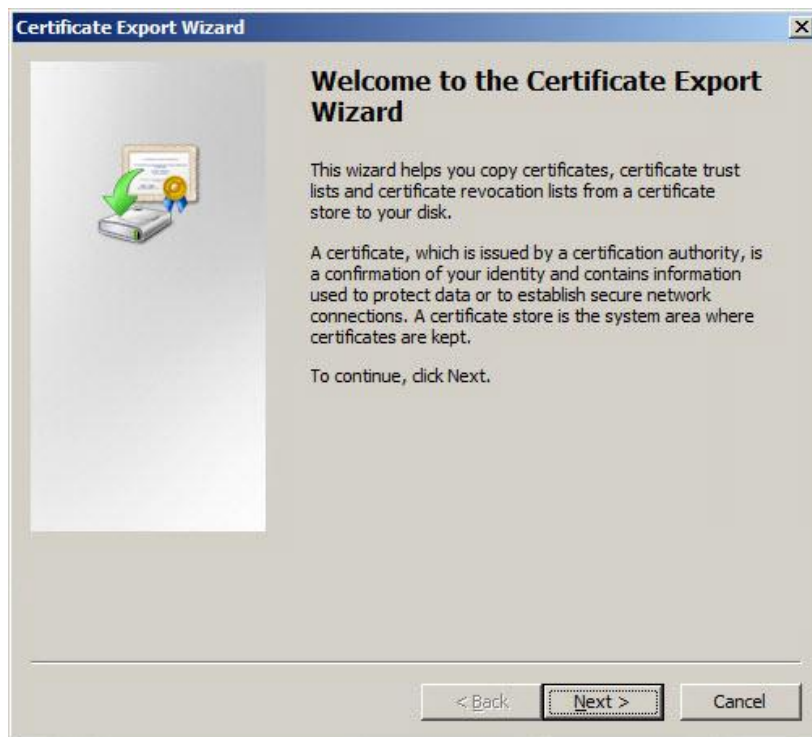 Certificate Export Wizard
Welcome to the Certificate Export
Wizard
This wizard helps you copy certificates, certificate trust
lists and certificate revocation lists from a certificate
store to your disk.
A certificate, which is issued by a certification authority, is
a confirmation of your identity and contains information
used to protect data or to establish secure network
connections. A certificate store is the system area where
certificates are kept.
To continue, click Next.
< Back Next > Cancel